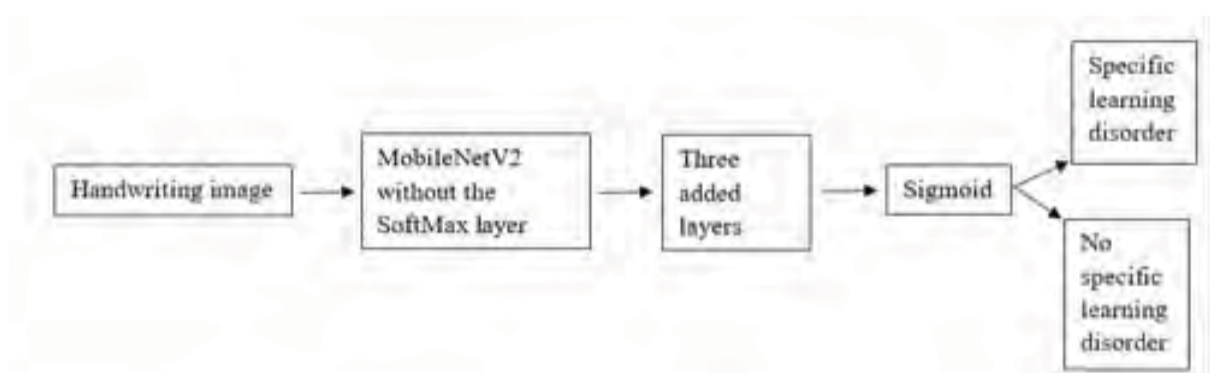 Handwriting image
MobileNetV2
without the
SoftMax layer
Three
added
layers
Sigmoid
Specific
learning
disorder
No
specific
learning
disorder